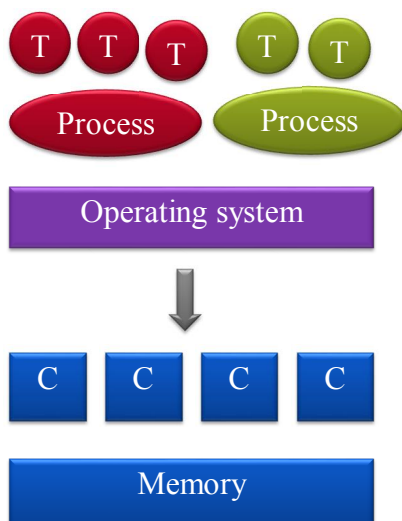 T T T T T
Process Process
Operating system
C C C C
Memory